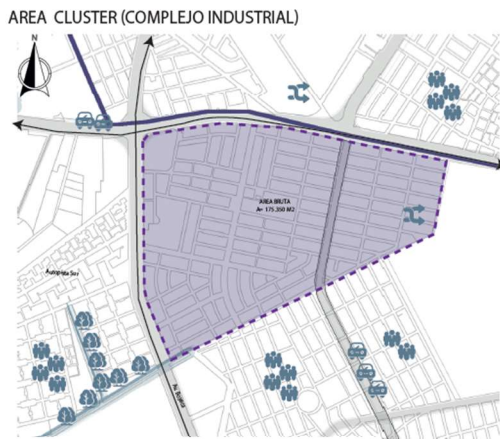 AREA CLUSTER (COMPLEJO INDUSTRIAL)
N
AREA BRUTA
A= 175.350 M2
Autopista Sur
Av. Boyacá